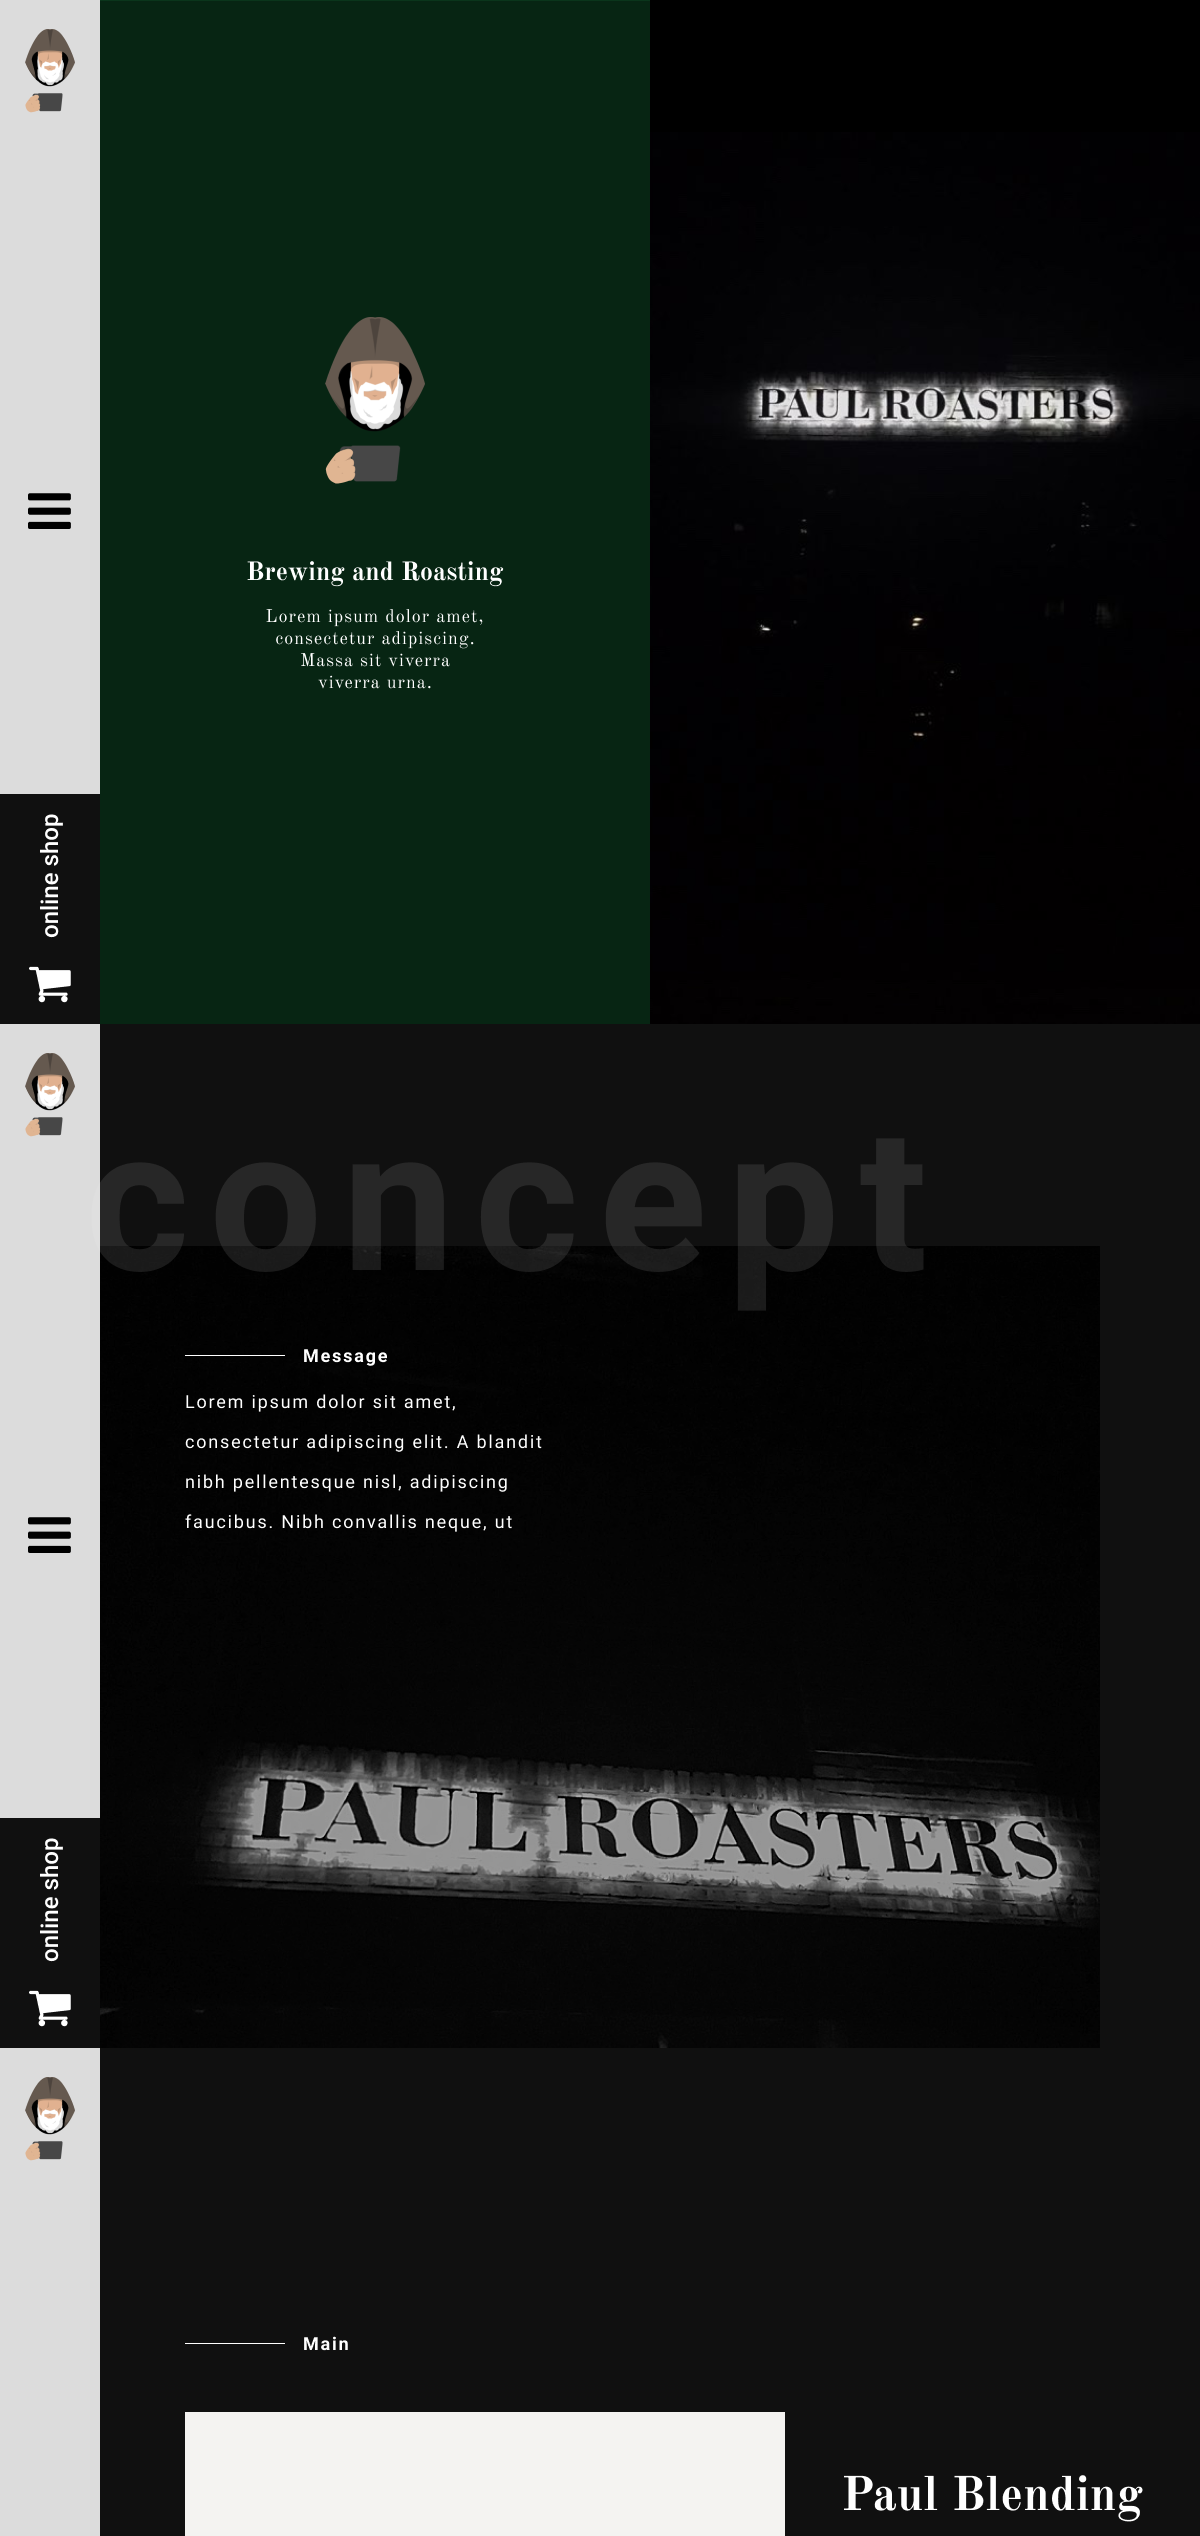 PAUL ROASTERS
Brewing and Roasting
Lorem ipsum dolor amet,
consectetur adipiscing.
Massa sit viverra
viverra urna.
online shop
concept
Message
Lorem ipsum dolor sit amet,
consectetur adipiscing elit. A blandit
nibh pellentesque nisl, adipiscing
faucibus. Nibh convallis neque, ut
PAUL ROASTERS
online shop
Main
Paul Blending